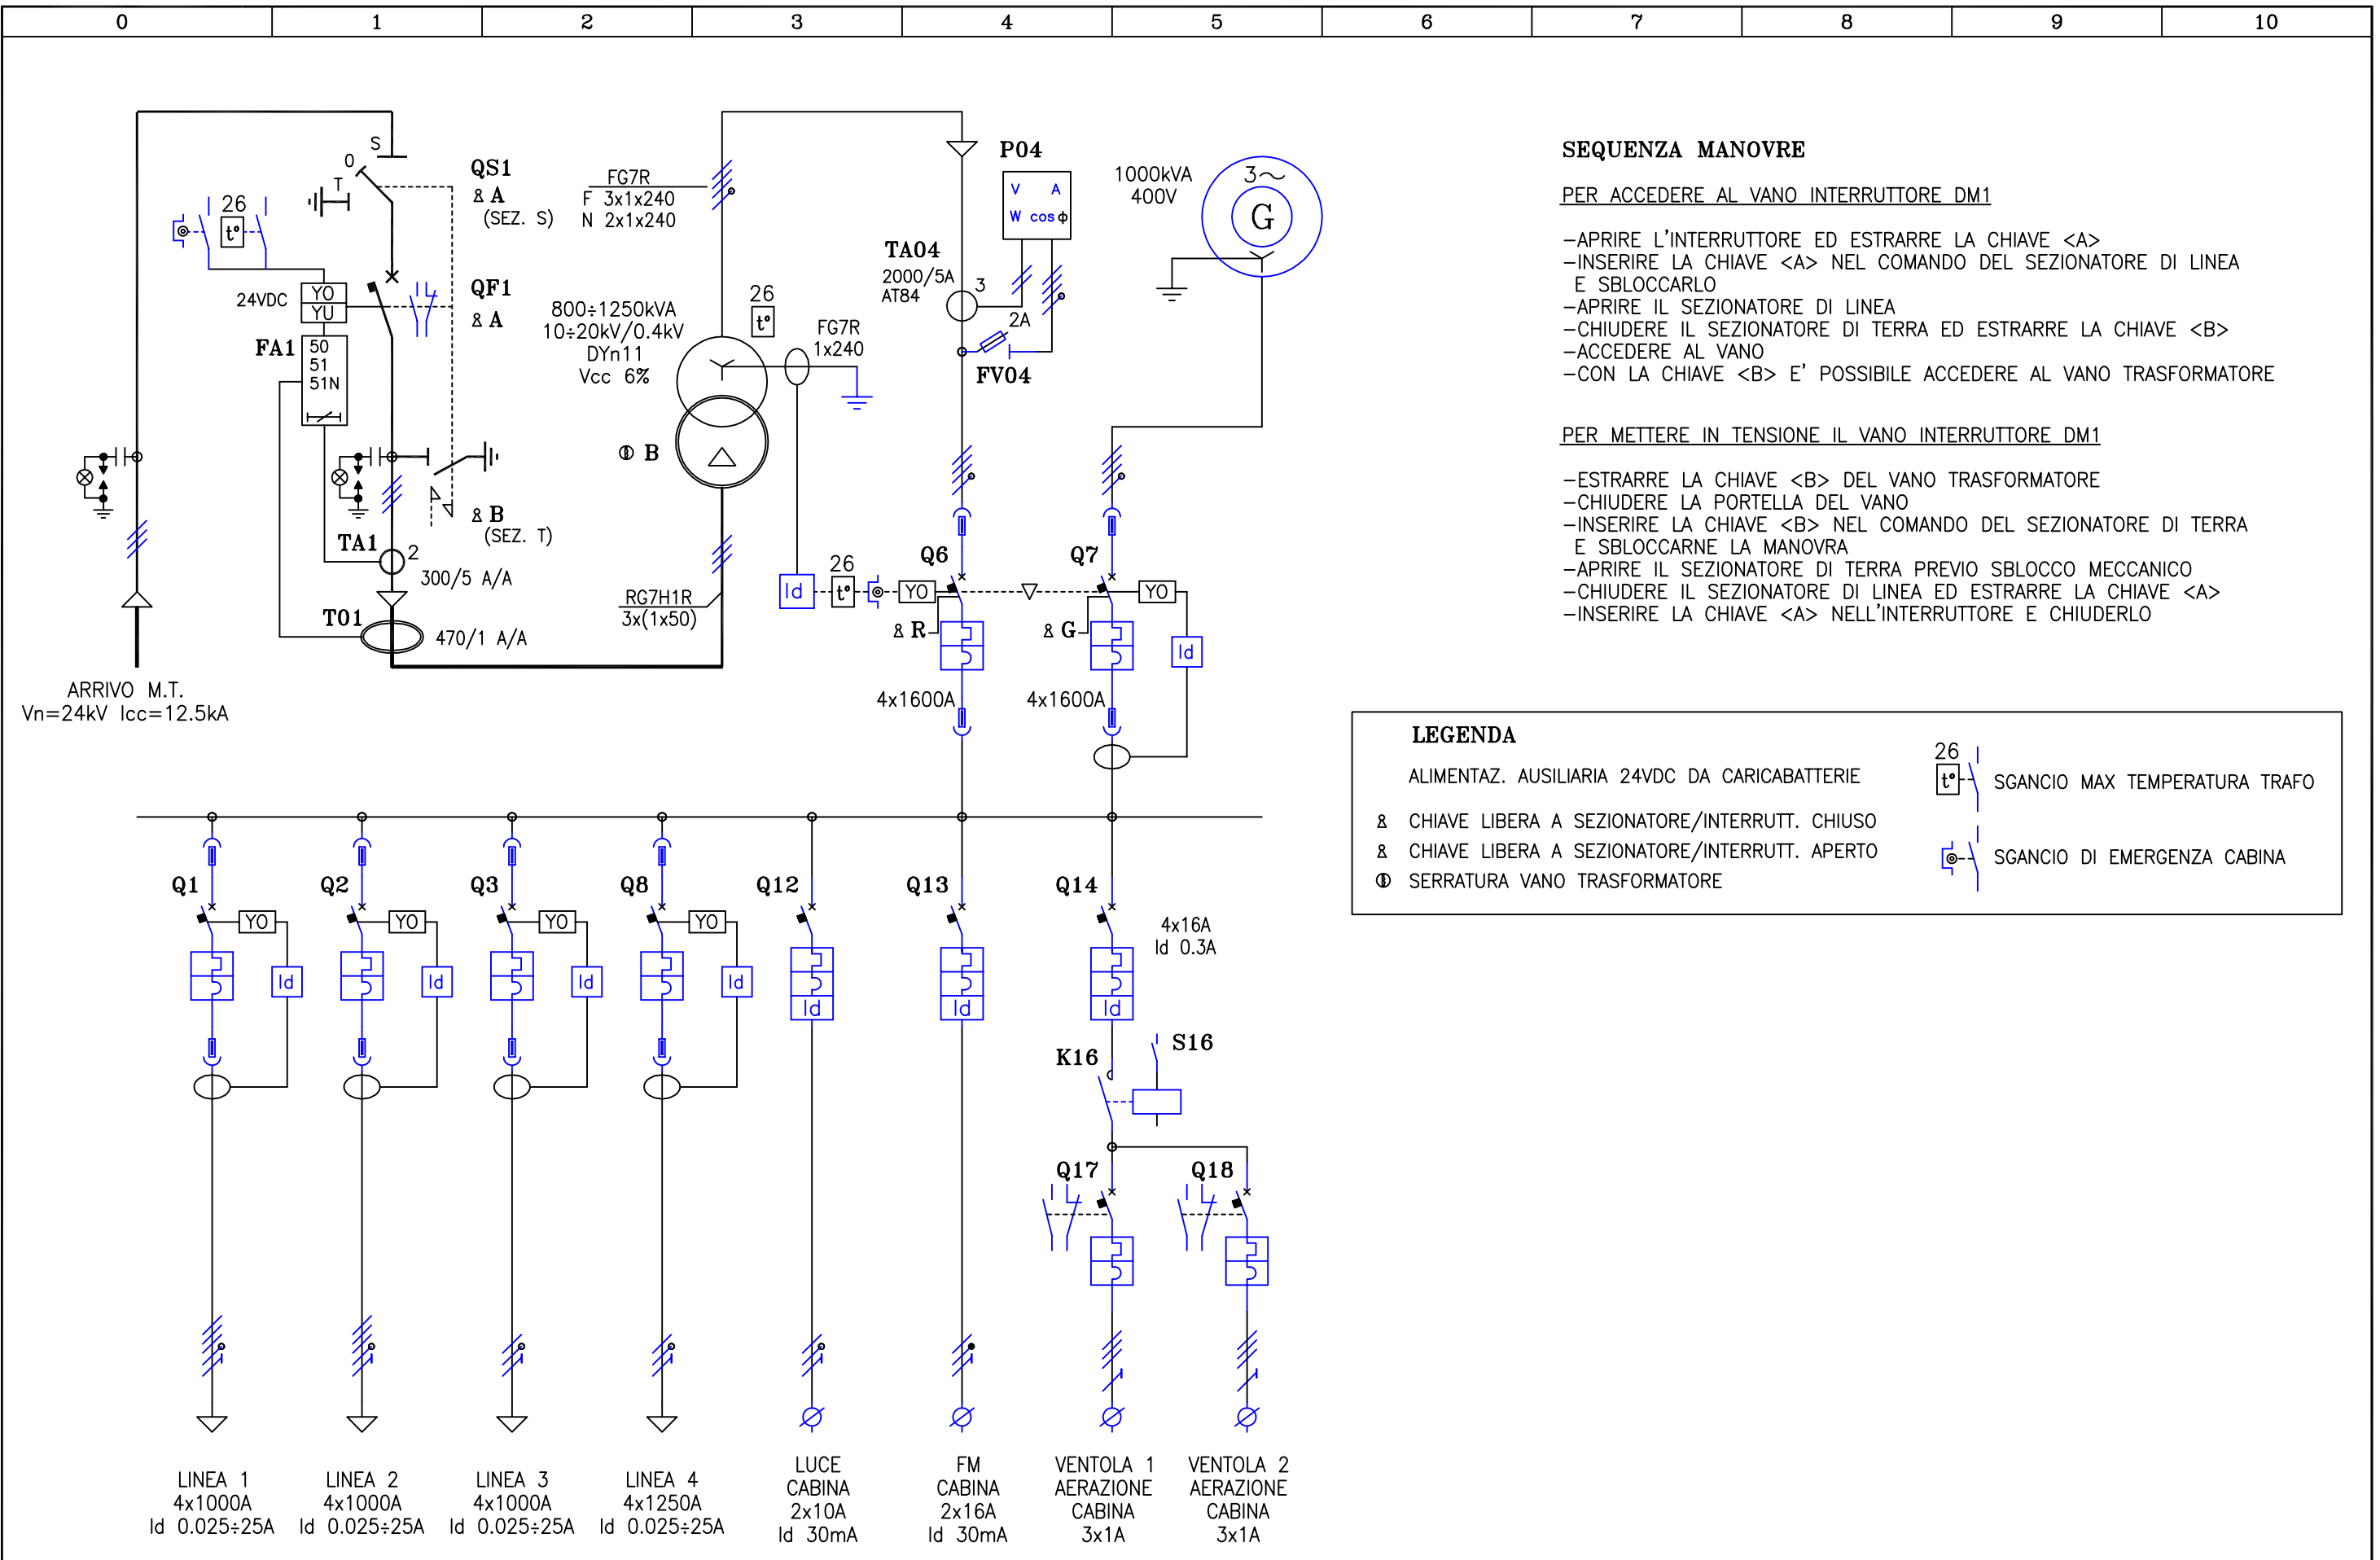 0 1 2 3 4 5 6 7 8 9 10
S
0
T
QS1
A
(SEZ. S)
26
t°
24VDC
YO
YU
QF1
A
FA1
50
51
51N
B
(SEZ. T)
TA1
2
300/5 A/A
TO1
470/1 A/A
ARRIVO M.T.
Vn=24kV Icc=12.5kA
FG7R
F 3x1x240
N 2x1x240
800÷1250kVA
10÷20kV/0.4kV
DYn11
Vcc 6%
26
t°
FG7R
1x240
B
RG7H1R
3x(1x50)
P04
V A
W cosϕ
TA04
2000/5A
AT84
3
2A
FV04
1000kVA
400V
3~
G
Id
26
t°
YO
Q6
R
4x1600A
Q7
YO
G
Id
4x1600A
SEQUENZA MANOVRE
PER ACCEDERE AL VANO INTERRUTTORE DM1
-APRIRE L'INTERRUTTORE ED ESTRARRE LA CHIAVE <A>
-INSERIRE LA CHIAVE <A> NEL COMANDO DEL SEZIONATORE DI LINEA
E SBLOCCARLO
-APRIRE IL SEZIONATORE DI LINEA
-CHIUDERE IL SEZIONATORE DI TERRA ED ESTRARRE LA CHIAVE <B>
-ACCEDERE AL VANO
-CON LA CHIAVE <B> E' POSSIBILE ACCEDERE AL VANO TRASFORMATORE
PER METTERE IN TENSIONE IL VANO INTERRUTTORE DM1
-ESTRARRE LA CHIAVE <B> DEL VANO TRASFORMATORE
-CHIUDERE LA PORTELLA DEL VANO
-INSERIRE LA CHIAVE <B> NEL COMANDO DEL SEZIONATORE DI TERRA
E SBLOCCARNE LA MANOVRA
-APRIRE IL SEZIONATORE DI TERRA PREVIO SBLOCCO MECCANICO
-CHIUDERE IL SEZIONATORE DI LINEA ED ESTRARRE LA CHIAVE <A>
-INSERIRE LA CHIAVE <A> NELL'INTERRUTTORE E CHIUDERLO
LEGENDA
ALIMENTAZ. AUSILIARIA 24VDC DA CARICABATTERIE
CHIAVE LIBERA A SEZIONATORE/INTERRUTT. CHIUSO
CHIAVE LIBERA A SEZIONATORE/INTERRUTT. APERTO
SERRATURA VANO TRASFORMATORE
26
t°
SGANCIO MAX TEMPERATURA TRAFO
SGANCIO DI EMERGENZA CABINA
Q1
YO
Id
Q2
YO
Id
Q3
YO
Id
Q8
YO
Id
Q12
Id
Q13
Id
Q14
4x16A
Id 0.3A
Id
K16
S16
Q17
Q18
LINEA 1
4x1000A
Id 0.025÷25A
LINEA 2
4x1000A
Id 0.025÷25A
LINEA 3
4x1000A
Id 0.025÷25A
LINEA 4
4x1250A
Id 0.025÷25A
LUCE
CABINA
2x10A
Id 30mA
FM
CABINA
2x16A
Id 30mA
VENTOLA 1
AERAZIONE
CABINA
3x1A
VENTOLA 2
AERAZIONE
CABINA
3x1A